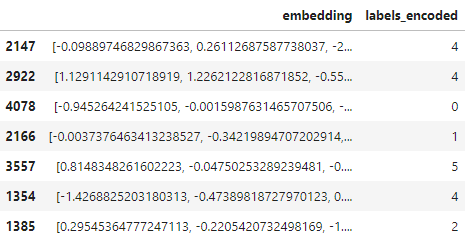 embedding labels_encoded
2147 [-0.09889746829867363, 0.26112687587738037, -2... 4
2922 [1.1291142910718919, 1.2262122816871852, -0.55... 4
4078 [-0.945264241525105, -0.0015987631465707506, -... 0
2166 [-0.0037376463413238527, -0.34219894707202914,... 1
3557 [0.8148348261602223, -0.04750253289239481, -0.... 5
1354 [-1.4268825203180313, -0.47389818727970123, 0.... 4
1385 [0.29545364777247113, -0.2205420732498169, -1.... 2